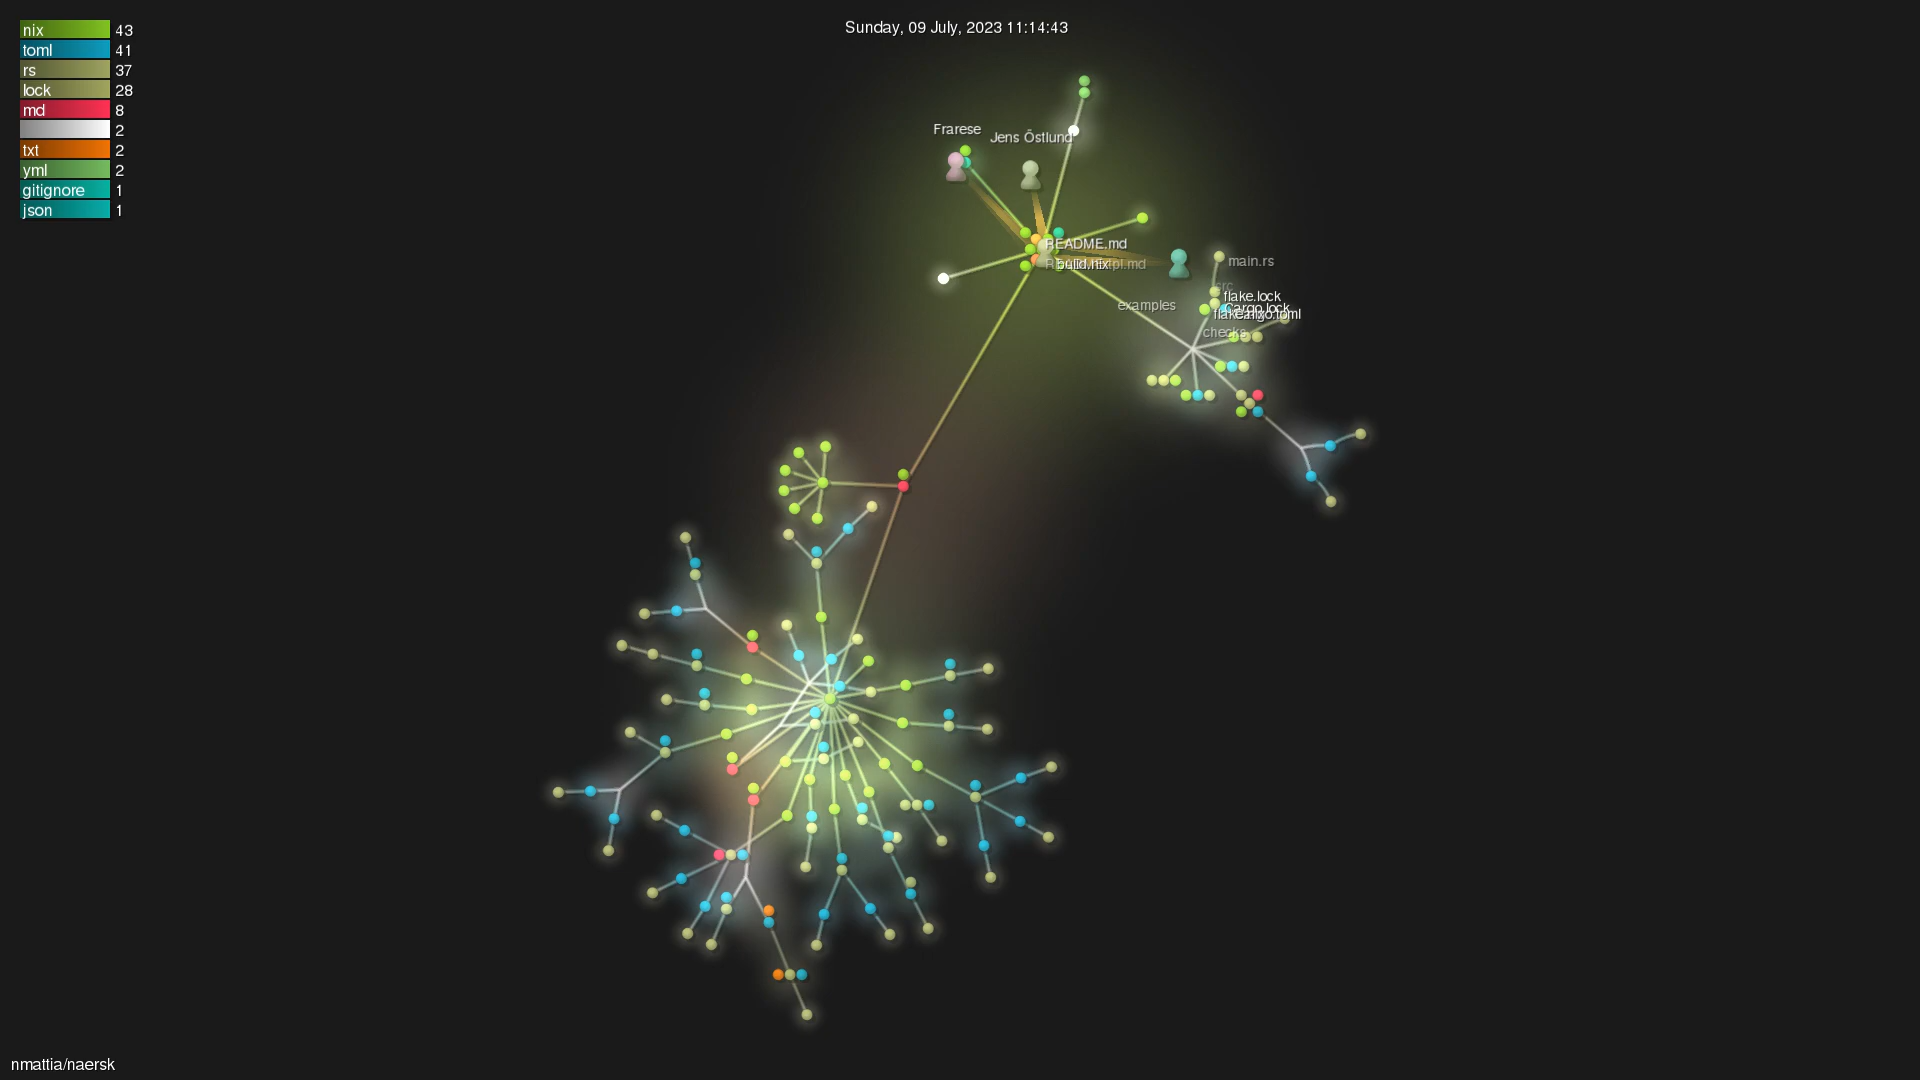 Sunday, 09 July, 2023 11:14:43
nix 43
toml 41
rs 37
lock 28
md 8
2
txt 2
yml 2
gitignore 1
json 1
Frarese
Jens Östlund
README.md
build.nix
main.rs
src
flake.lock
examples
Cargo.lock
checks
nmattia/naersk